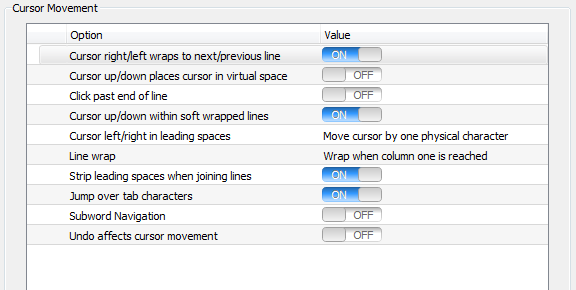 Cursor Movement
Option Value
Cursor right/left wraps to next/previous line ON
Cursor up/down places cursor in virtual space OFF
Click past end of line OFF
Cursor up/down within soft wrapped lines ON
Cursor left/right in leading spaces Move cursor by one physical character
Line wrap Wrap when column one is reached
Strip leading spaces when joining lines ON
Jump over tab characters ON
Subword Navigation OFF
Undo affects cursor movement OFF